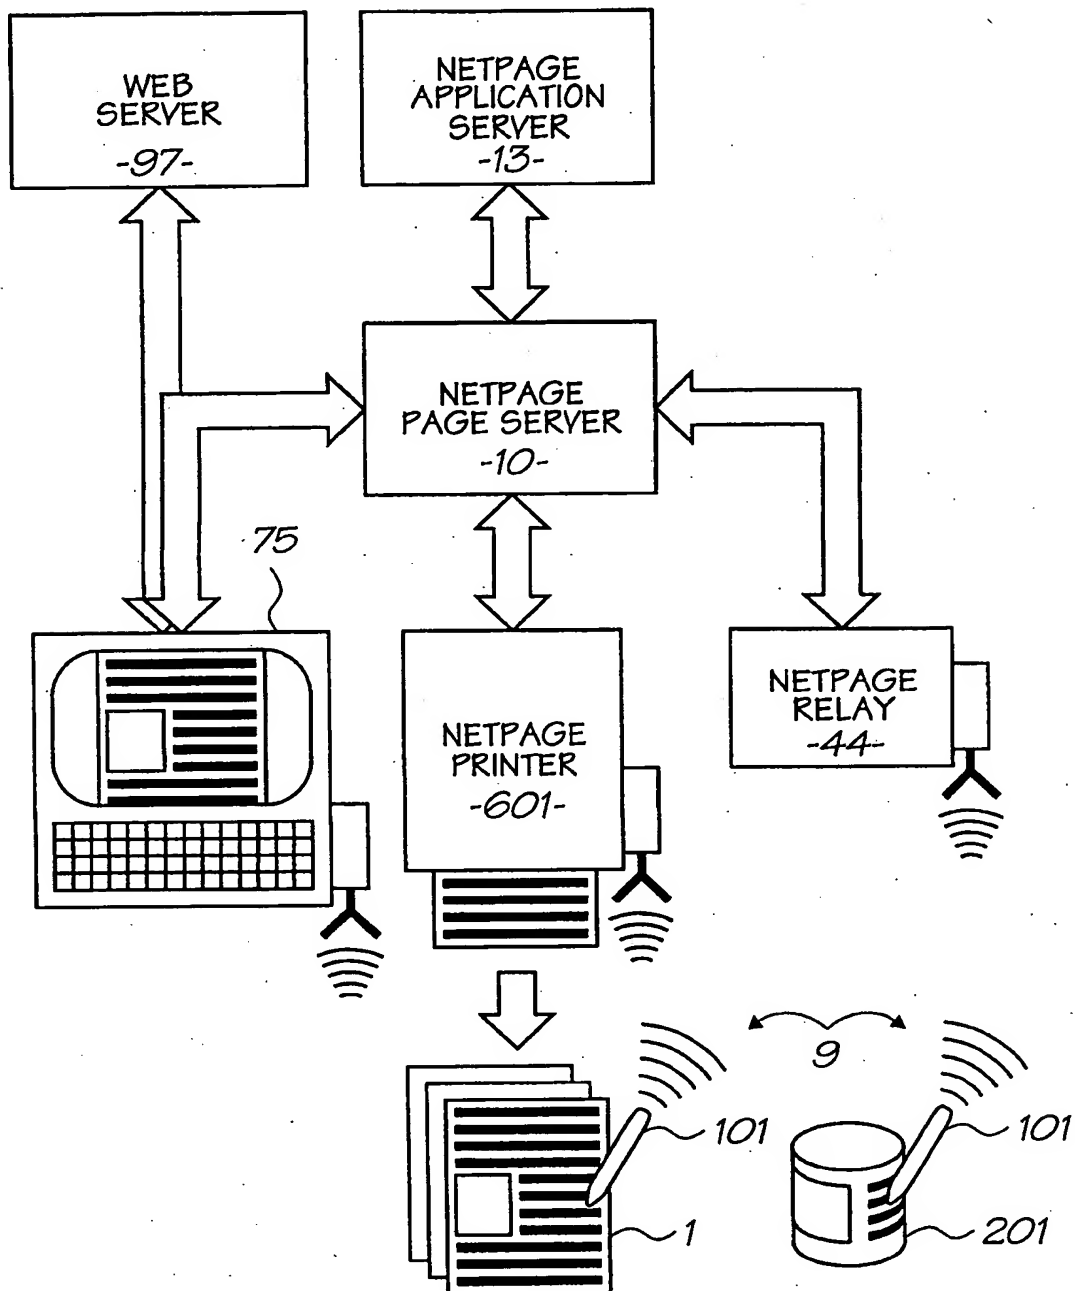 WEB
SERVER
-97-
NETPAGE
APPLICATION
SERVER
-13-
NETPAGE
PAGE SERVER
-10-
75
NETPAGE
PRINTER
-601-
NETPAGE
RELAY
-44-
9
101
101
1
201